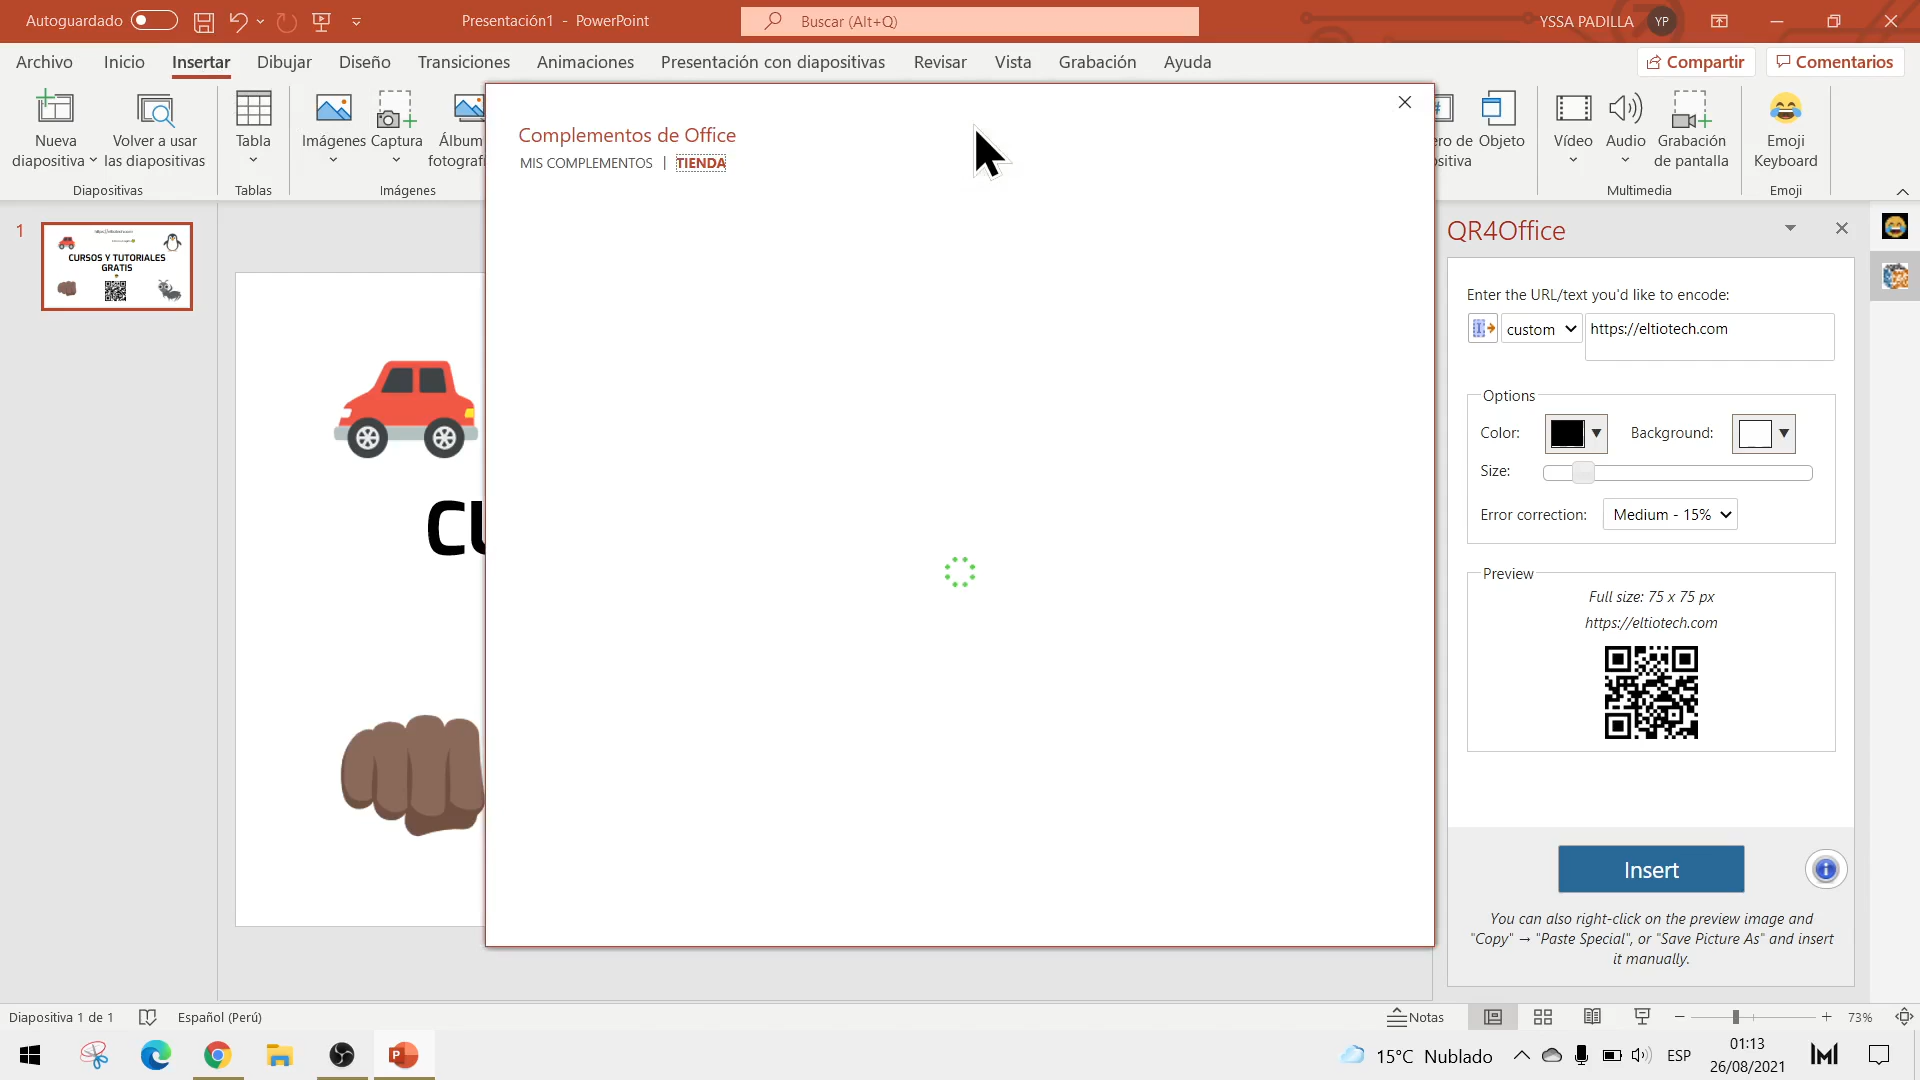 Autoguardado
Presentación1 - PowerPoint
Buscar (Alt+Q)
YSSA PADILLA
YP
Archivo
Inicio
Insertar
Dibujar
Diseño
Transiciones
Animaciones
Presentación con diapositivas
Revisar
Vista
Grabación
Ayuda
Compartir
Comentarios
Nueva
diapositiva
Volver a usar
las diapositivas
Diapositivas
Tabla
Tablas
Imágenes
Captura
Álbum
Imágenes
Objeto
Vídeo
Audio
Grabación
de pantalla
Multimedia
Emoji
Keyboard
Emoji
Complementos de Office
MIS COMPLEMENTOS | TIENDA
1
https://eltiotech.com
CURSOS Y TUTORIALES
GRATIS
CU
QR4Office
Enter the URL/text you'd like to encode:
custom
https://eltiotech.com
Options
Color:
Background:
Size:
Error correction:
Medium - 15%
Preview
Full size: 75 x 75 px
https://eltiotech.com
Insert
You can also right-click on the preview image and
"Copy" → "Paste Special", or "Save Picture As" and insert
it manually.
Diapositiva 1 de 1
Español (Perú)
Notas
73%
15°C Nublado
ESP
01:13
26/08/2021